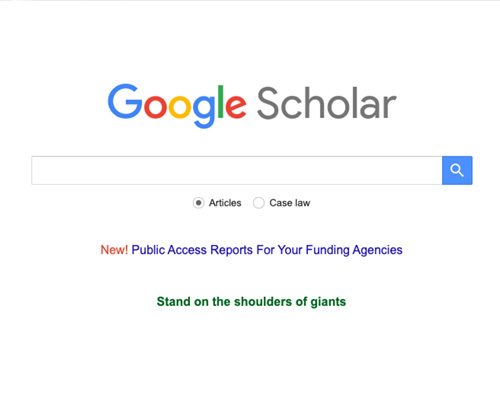 Google Scholar
Articles Case law
New! Public Access Reports For Your Funding Agencies
Stand on the shoulders of giants